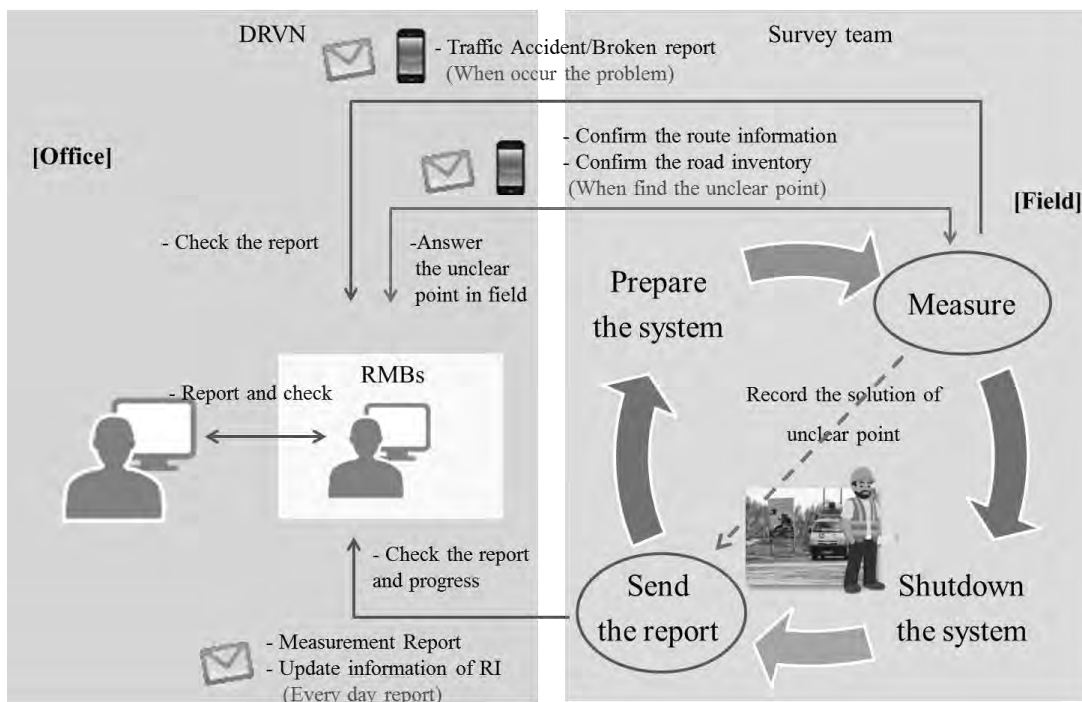 DRVN
Survey team
- Traffic Accident/Broken report
(When occur the problem)
- Confirm the route information
- Confirm the road inventory
(When find the unclear point)
[Office]
[Field]
- Check the report
-Answer
the unclear
point in field
Prepare
the system
Measure
RMBs
- Report and check
Record the solution of
unclear point
- Check the report
and progress
Send
the report
Shutdown
the system
- Measurement Report
- Update information of RI
(Every day report)